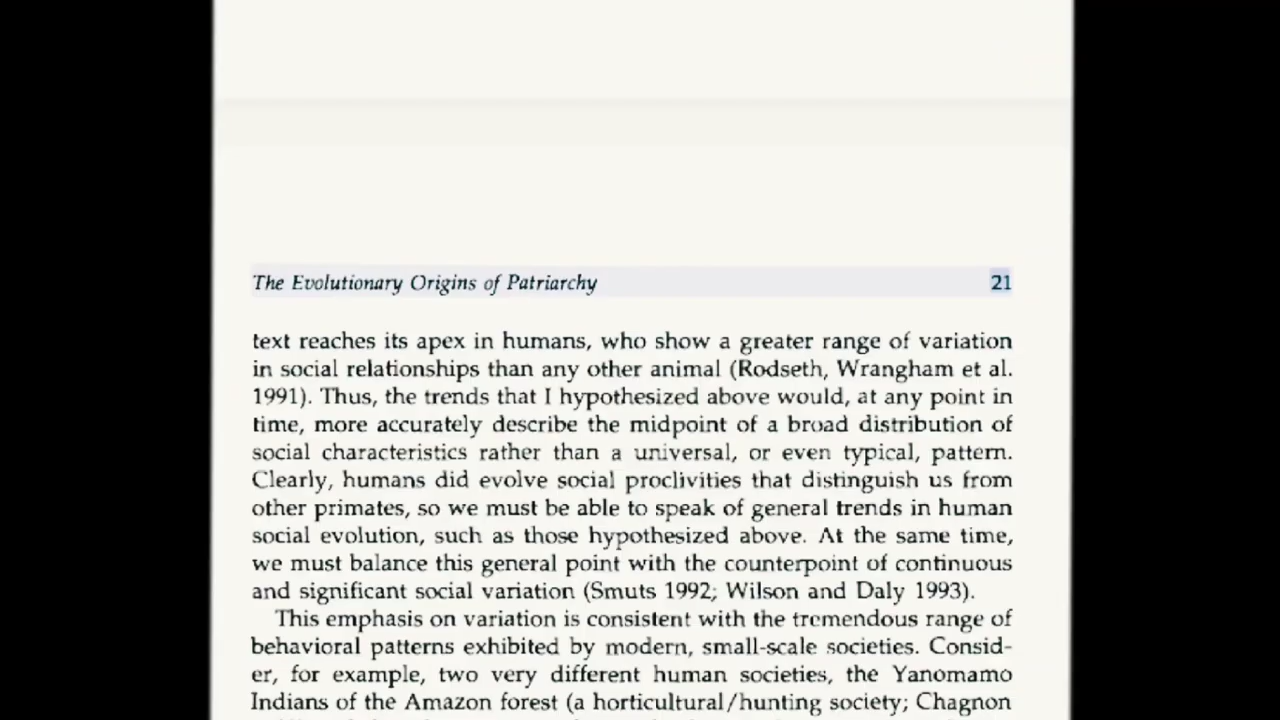 The Evolutionary Origins of Patriarchy 21
text reaches its apex in humans, who show a greater range of variation
in social relationships than any other animal (Rodseth, Wrangham et al.
1991). Thus, the trends that I hypothesized above would, at any point in
time, more accurately describe the midpoint of a broad distribution of
social characteristics rather than a universal, or even typical, pattern.
Clearly, humans did evolve social proclivities that distinguish us from
other primates, so we must be able to speak of general trends in human
social evolution, such as those hypothesized above. At the same time,
we must balance this general point with the counterpoint of continuous
and significant social variation (Smuts 1992; Wilson and Daly 1993).
This emphasis on variation is consistent with the tremendous range of
behavioral patterns exhibited by modern, small-scale societies. Consid-
er, for example, two very different human societies, the Yanomamo
Indians of the Amazon forest (a horticultural/hunting society; Chagnon